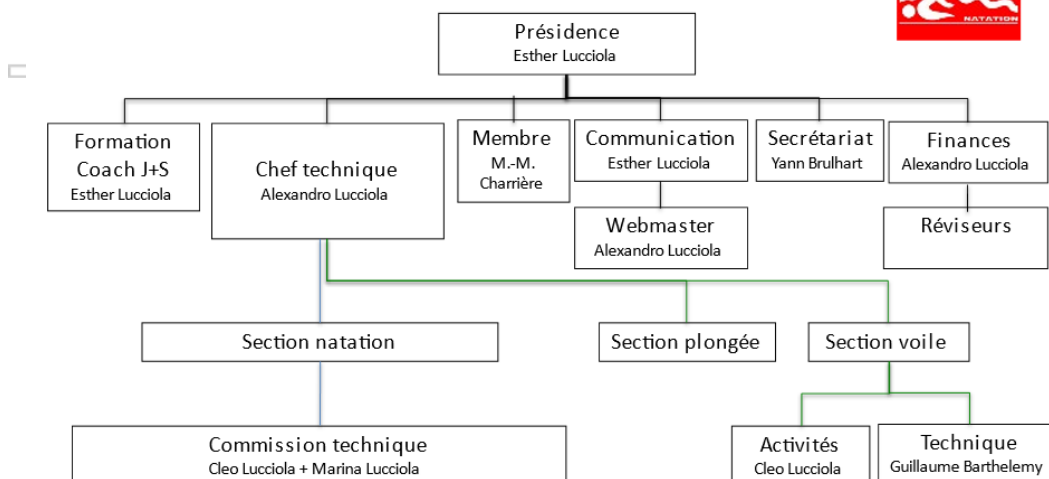 NATATION
Présidence
Esther Lucciola
Formation
Coach J+S
Esther Lucciola
Chef technique
Alexandro Lucciola
Membre
M.-M.
Charrière
Communication
Esther Lucciola
Secrétariat
Yann Brulhart
Finances
Alexandro Lucciola
Webmaster
Alexandro Lucciola
Réviseurs
Section natation
Section plongée
Section voile
Commission technique
Cleo Lucciola + Marina Lucciola
Activités
Cleo Lucciola
Technique
Guillaume Barthelemy